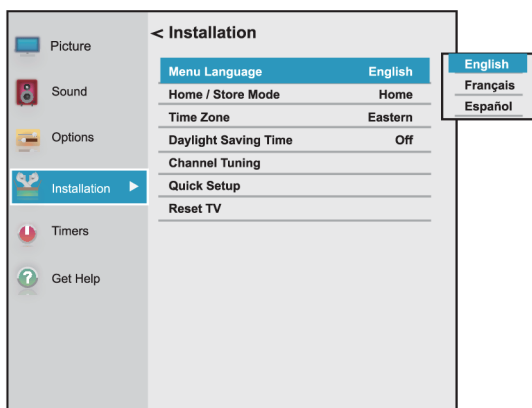 Picture
Sound
Options
Installation
Timers
Get Help
< Installation
Menu Language English
Home / Store Mode Home
Time Zone Eastern
Daylight Saving Time Off
Channel Tuning
Quick Setup
Reset TV
English
Français
Español